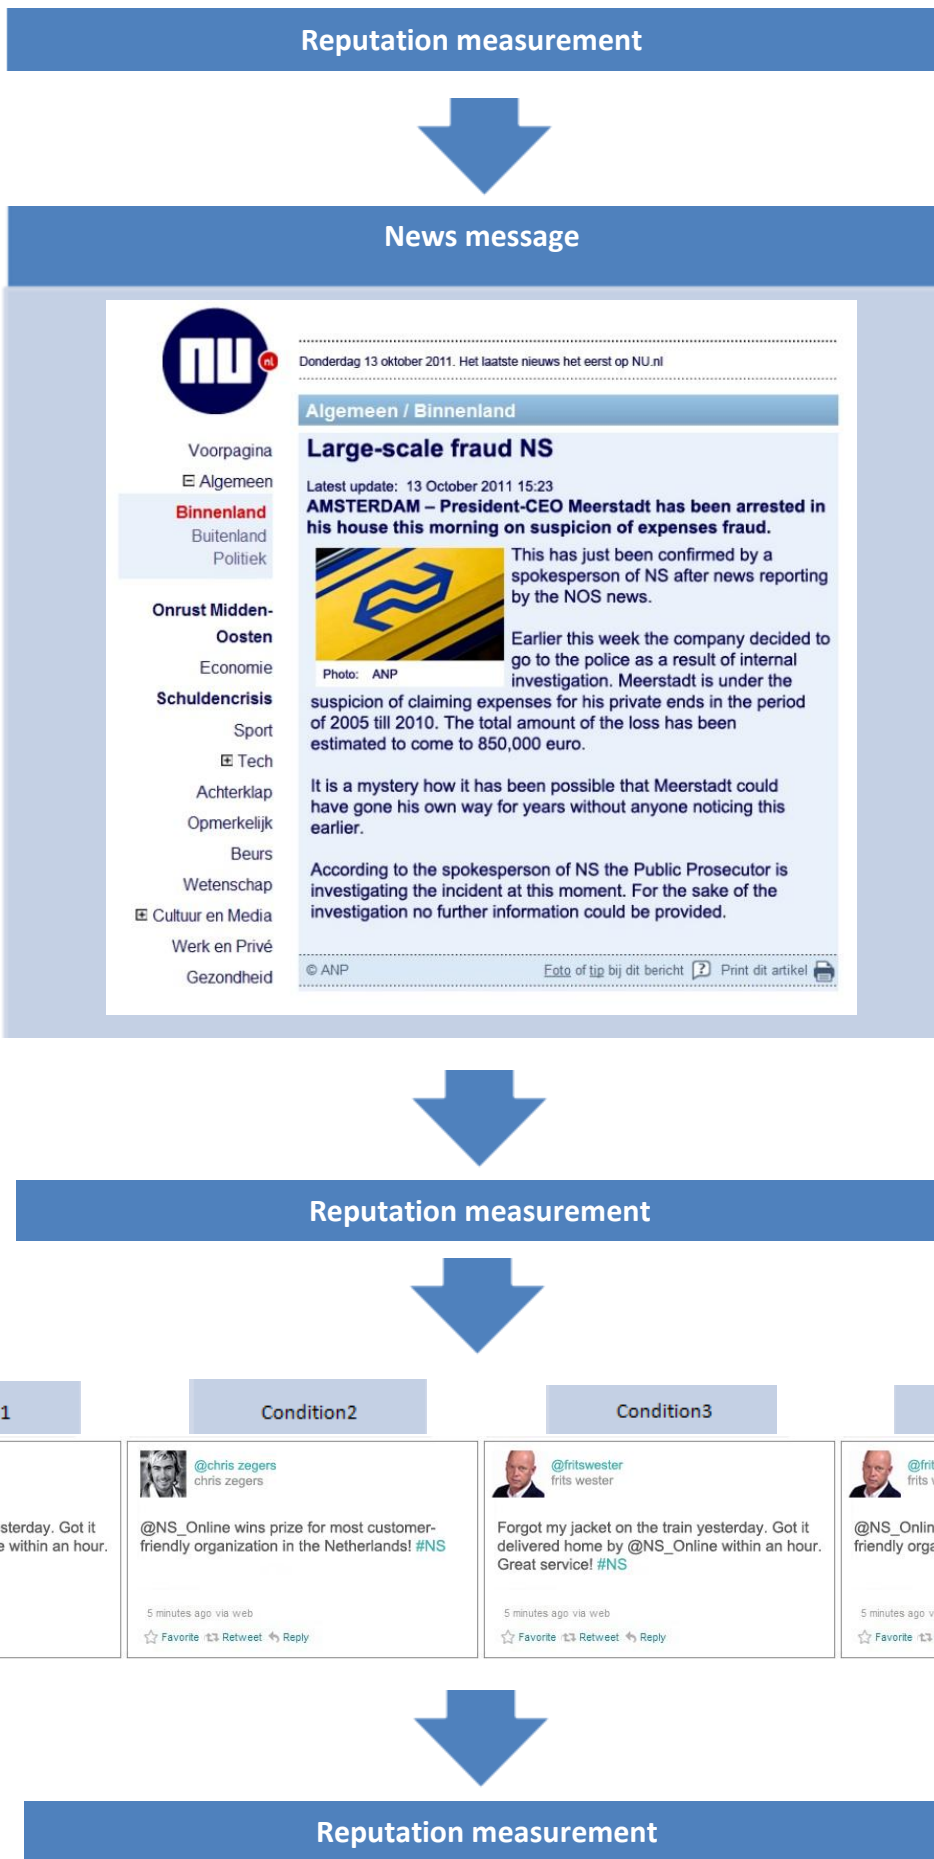 Reputation measurement
News message
nu
nl
Donderdag 13 oktober 2011. Het laatste nieuws het eerst op NU.nl
Algemeen / Binnenland
Voorpagina
Algemeen
Binnenland
Buitenland
Politiek
Onrust Midden-
Oosten
Economie
Schuldencrisis
Sport
Tech
Achterklap
Opmerkelijk
Beurs
Wetenschap
Cultuur en Media
Werk en Privé
Gezondheid
Large-scale fraud NS
Latest update: 13 October 2011 15:23
AMSTERDAM – President-CEO Meerstadt has been arrested in
his house this morning on suspicion of expenses fraud.
This has just been confirmed by a
spokesperson of NS after news reporting
by the NOS news.
Earlier this week the company decided to
go to the police as a result of internal
Photo: ANP
investigation. Meerstadt is under the
suspicion of claiming expenses for his private ends in the period
of 2005 till 2010. The total amount of the loss has been
estimated to come to 850,000 euro.
It is a mystery how it has been possible that Meerstadt could
have gone his own way for years without anyone noticing this
earlier.
According to the spokesperson of NS the Public Prosecutor is
investigating the incident at this moment. For the sake of the
investigation no further information could be provided.
© ANP
Foto of tip bij dit bericht ? Print dit artikel
Reputation measurement
1
sterday. Got it
e within an hour.
Condition2
@chris zegers
chris zegers
@NS_Online wins prize for most customer-
friendly organization in the Netherlands! #NS
5 minutes ago via web
Favorite Retweet Reply
Condition3
@fritswester
frits wester
Forgot my jacket on the train yesterday. Got it
delivered home by @NS_Online within an hour.
Great service! #NS
5 minutes ago via web
Favorite Retweet Reply
@frit
frits
@NS_Onlin
friendly orga
5 minutes ago v
Favorite
Reputation measurement